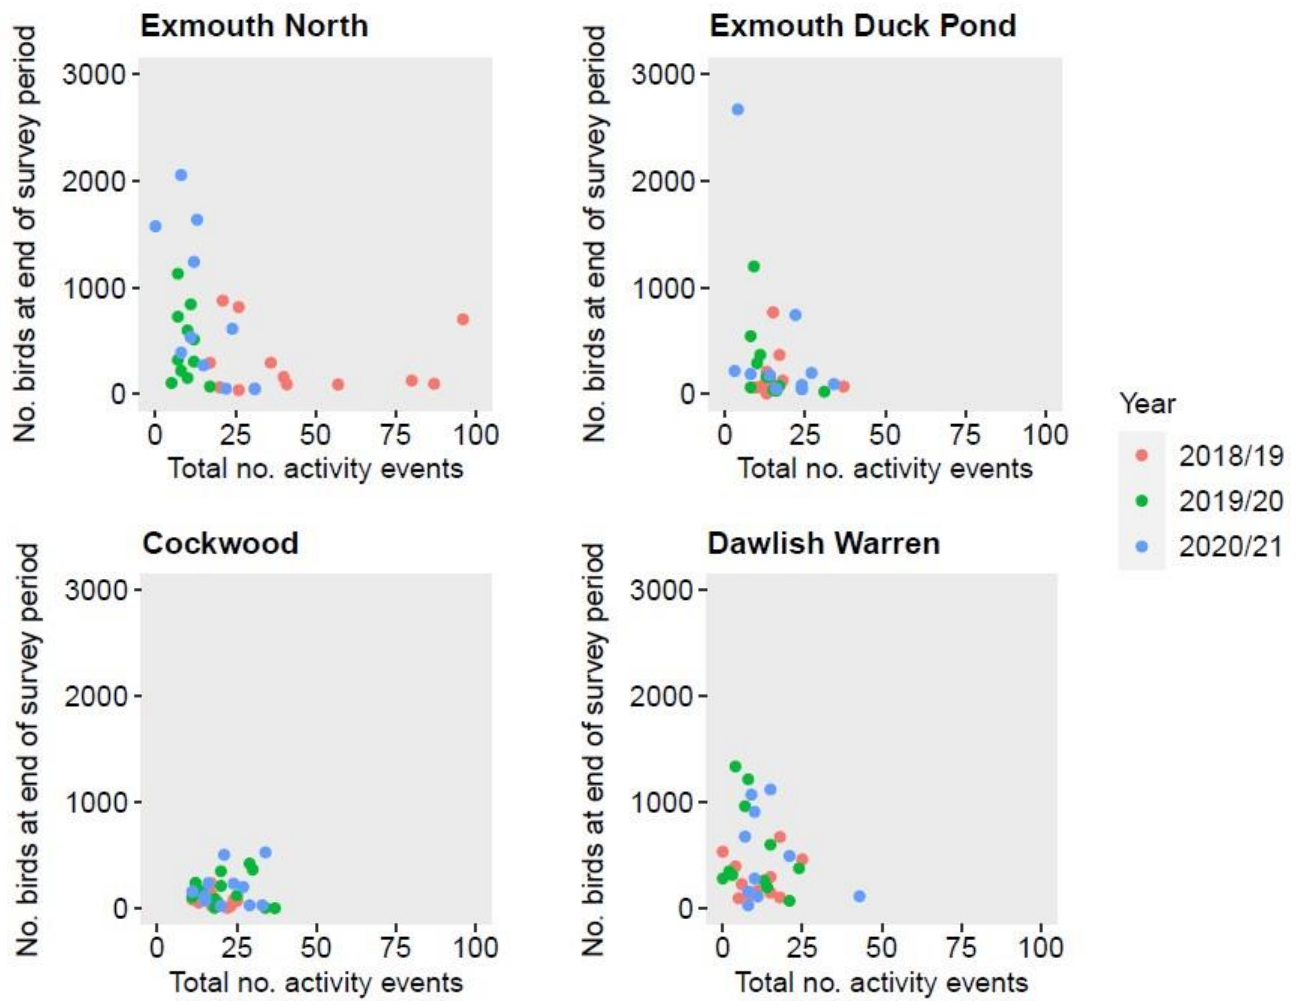 Exmouth North
No. birds at end of survey period
3000
2000
1000
0
0 25 50 75 100
Total no. activity events
Exmouth Duck Pond
No. birds at end of survey period
3000
2000
1000
0
0 25 50 75 100
Total no. activity events
Cockwood
No. birds at end of survey period
3000
2000
1000
0
0 25 50 75 100
Total no. activity events
Dawlish Warren
No. birds at end of survey period
3000
2000
1000
0
0 25 50 75 100
Total no. activity events
Year
2018/19
2019/20
2020/21